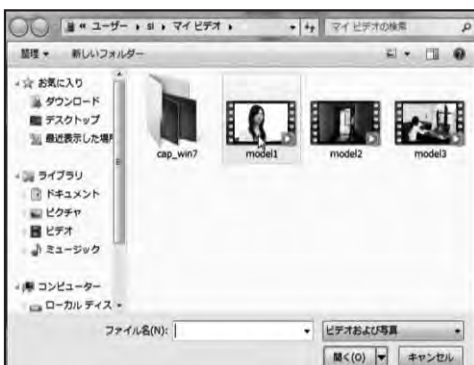 « ユーザー ▸ si ▸ マイ ビデオ ▸
マイ ビデオの検索
整理 ▾ 新しいフォルダー
お気に入り
ダウンロード
デスクトップ
最近表示した場所
ライブラリ
ドキュメント
ピクチャ
ビデオ
ミュージック
コンピューター
ローカル ディス
cap_win7
model1
model2
model3
ファイル名(N):
ビデオおよび写真
開く(O)
キャンセル